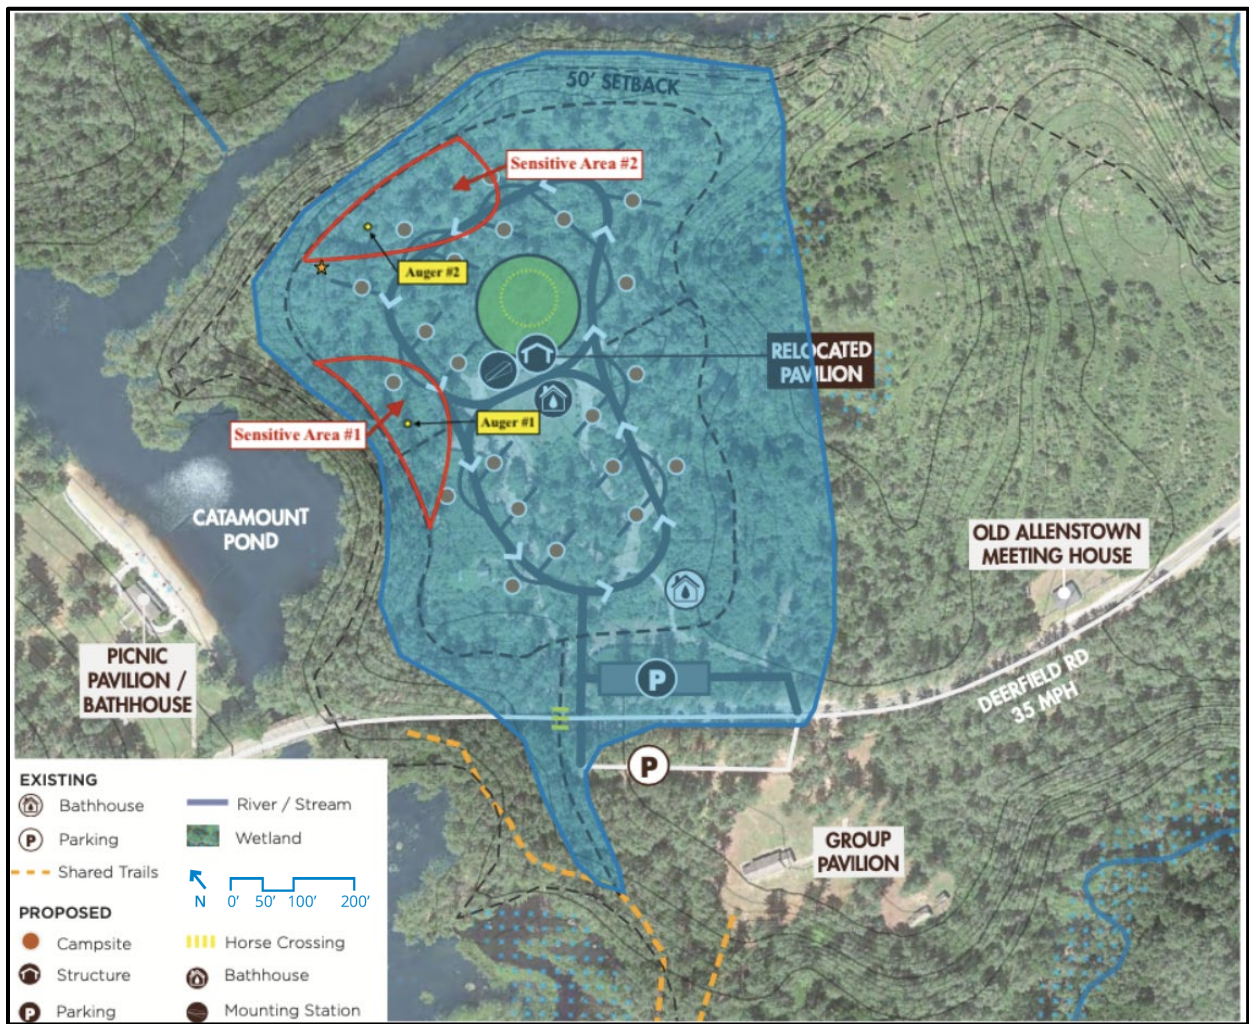 50' SETBACK
Sensitive Area #2
Auger #2
RELOCATED
PAVILION
Auger #1
Sensitive Area #1
CATAMOUNT
POND
OLD ALLENSTOWN
MEETING HOUSE
PICNIC
PAVILION /
BATHHOUSE
P
DEERFIELD RD
35 MPH
P
GROUP
PAVILION
EXISTING
Bathhouse
River / Stream
P
Parking
Wetland
Shared Trails
N
0'
50'
100'
200'
PROPOSED
Campsite
Horse Crossing
Structure
Bathhouse
P
Parking
Mounting Station